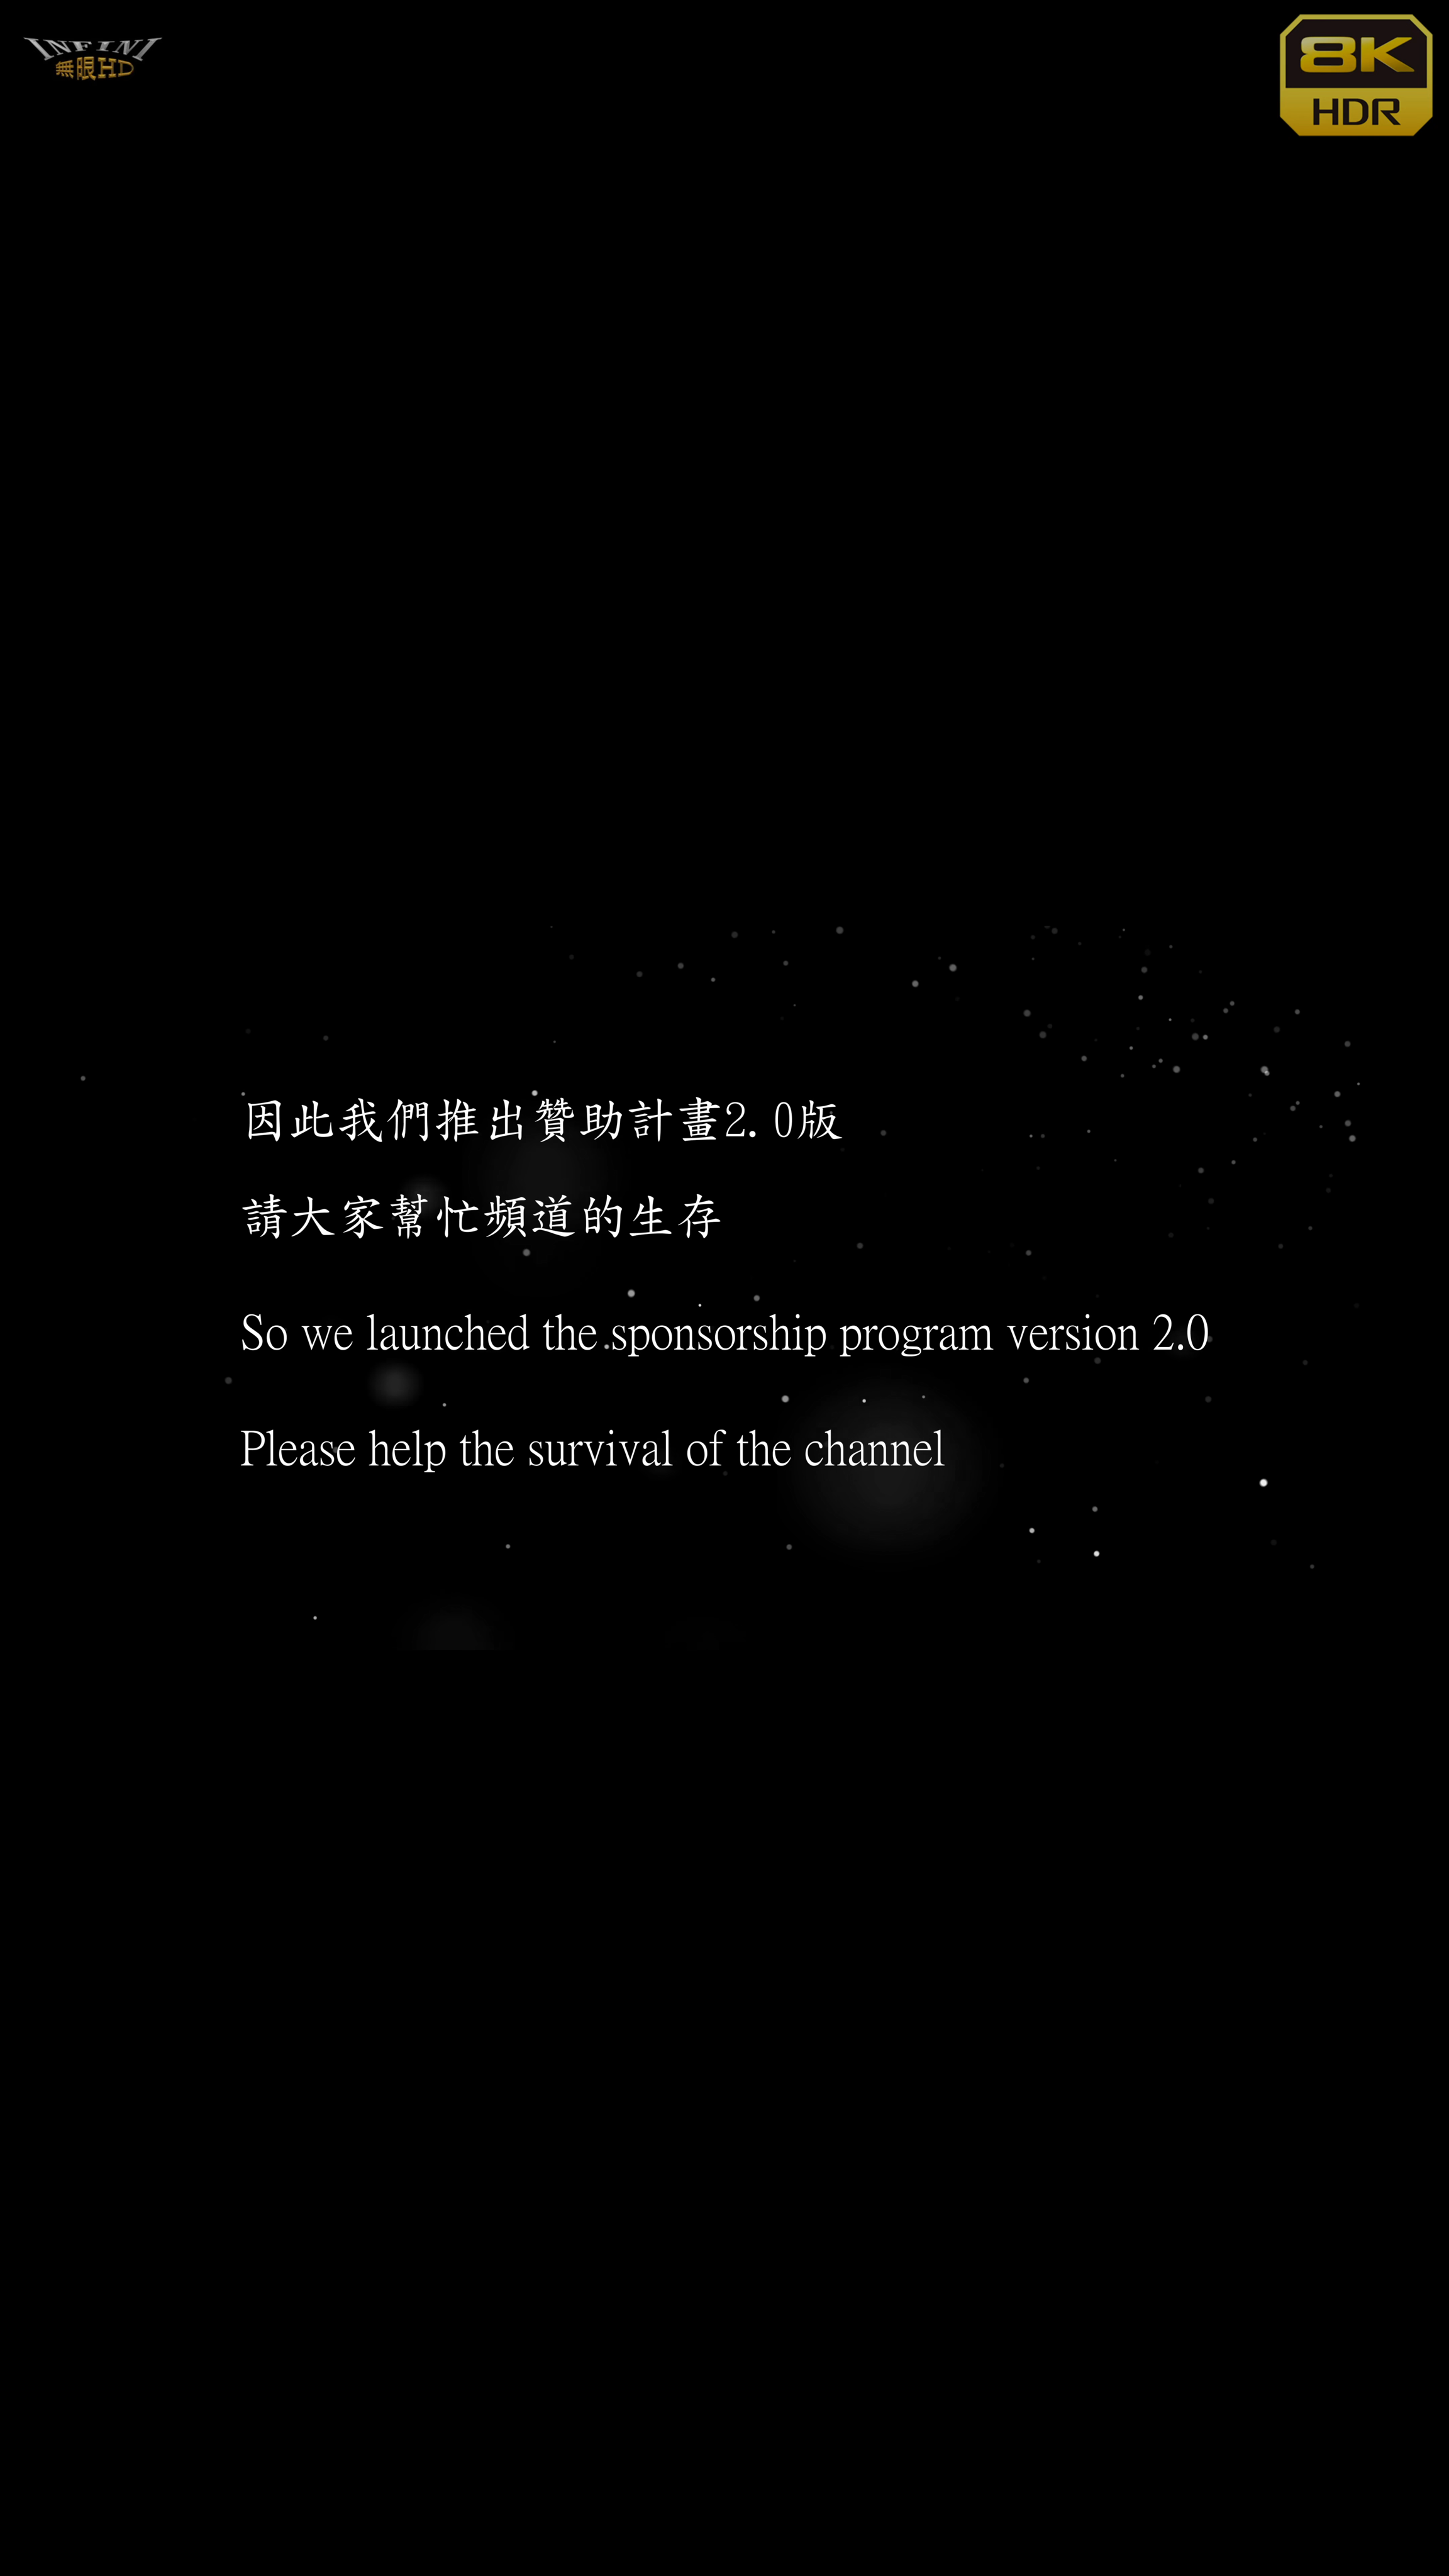 INFINI
無限HD
8K
HDR
因此我們推出贊助計畫2.0版
請大家幫忙頻道的生存
So we launched the sponsorship program version 2.0
Please help the survival of the channel